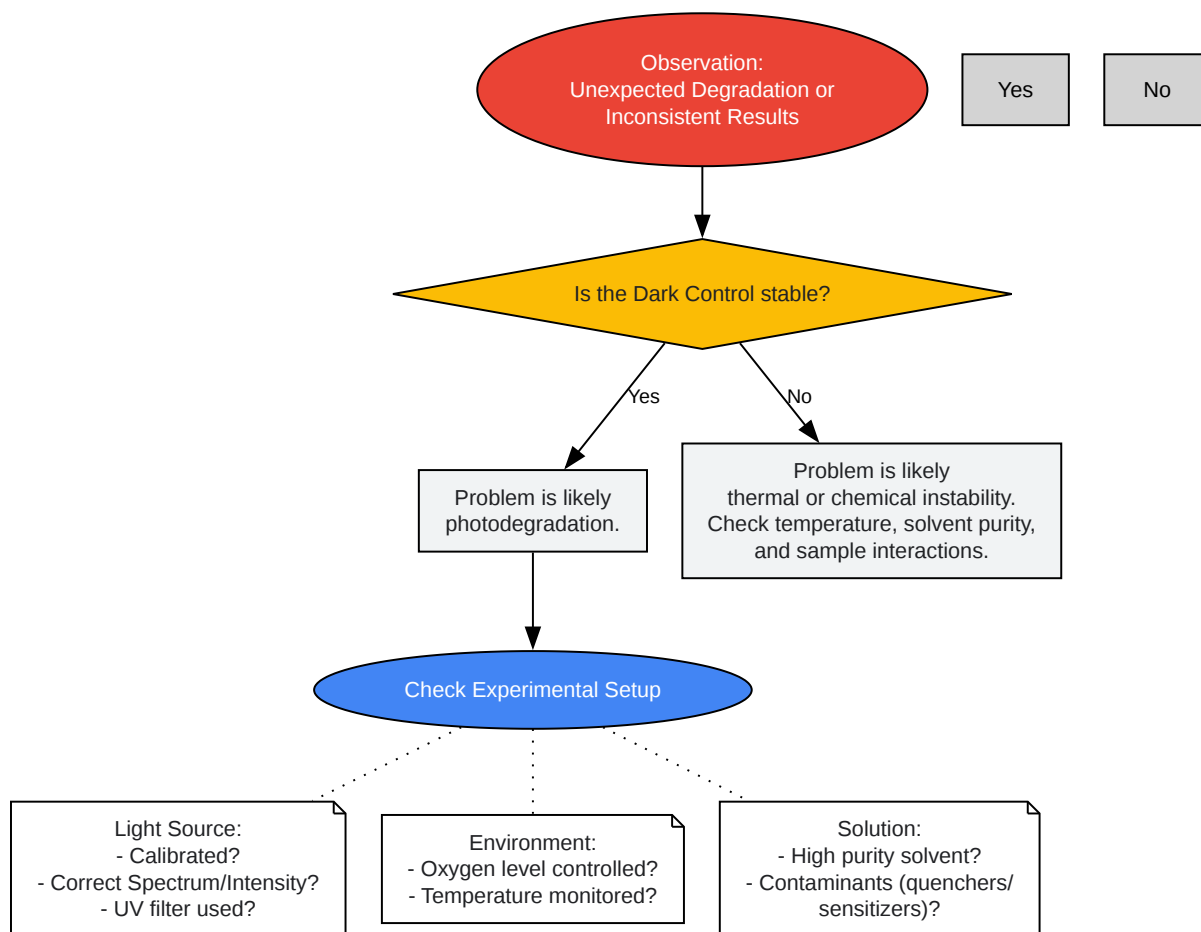 Observation:
Unexpected Degradation or
Inconsistent Results
Yes
No
Is the Dark Control stable?
Yes
No
Problem is likely
photodegradation.
Problem is likely
thermal or chemical instability.
Check temperature, solvent purity,
and sample interactions.
Check Experimental Setup
Light Source:
- Calibrated?
- Correct Spectrum/Intensity?
- UV filter used?
Environment:
- Oxygen level controlled?
- Temperature monitored?
Solution:
- High purity solvent?
- Contaminants (quenchers/
sensitizers)?